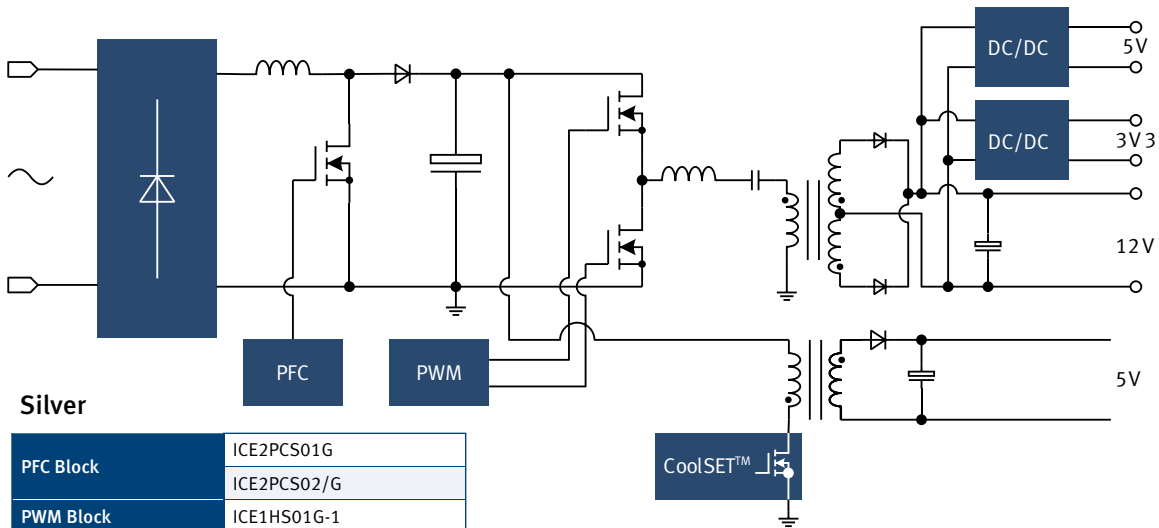 DC/DC
5V
DC/DC
3V3
12V
PFC
PWM
5V
CoolSET™
Silver
PFC Block
ICE2PCS01G
ICE2PCS02/G
PWM Block
ICE1HS01G-1